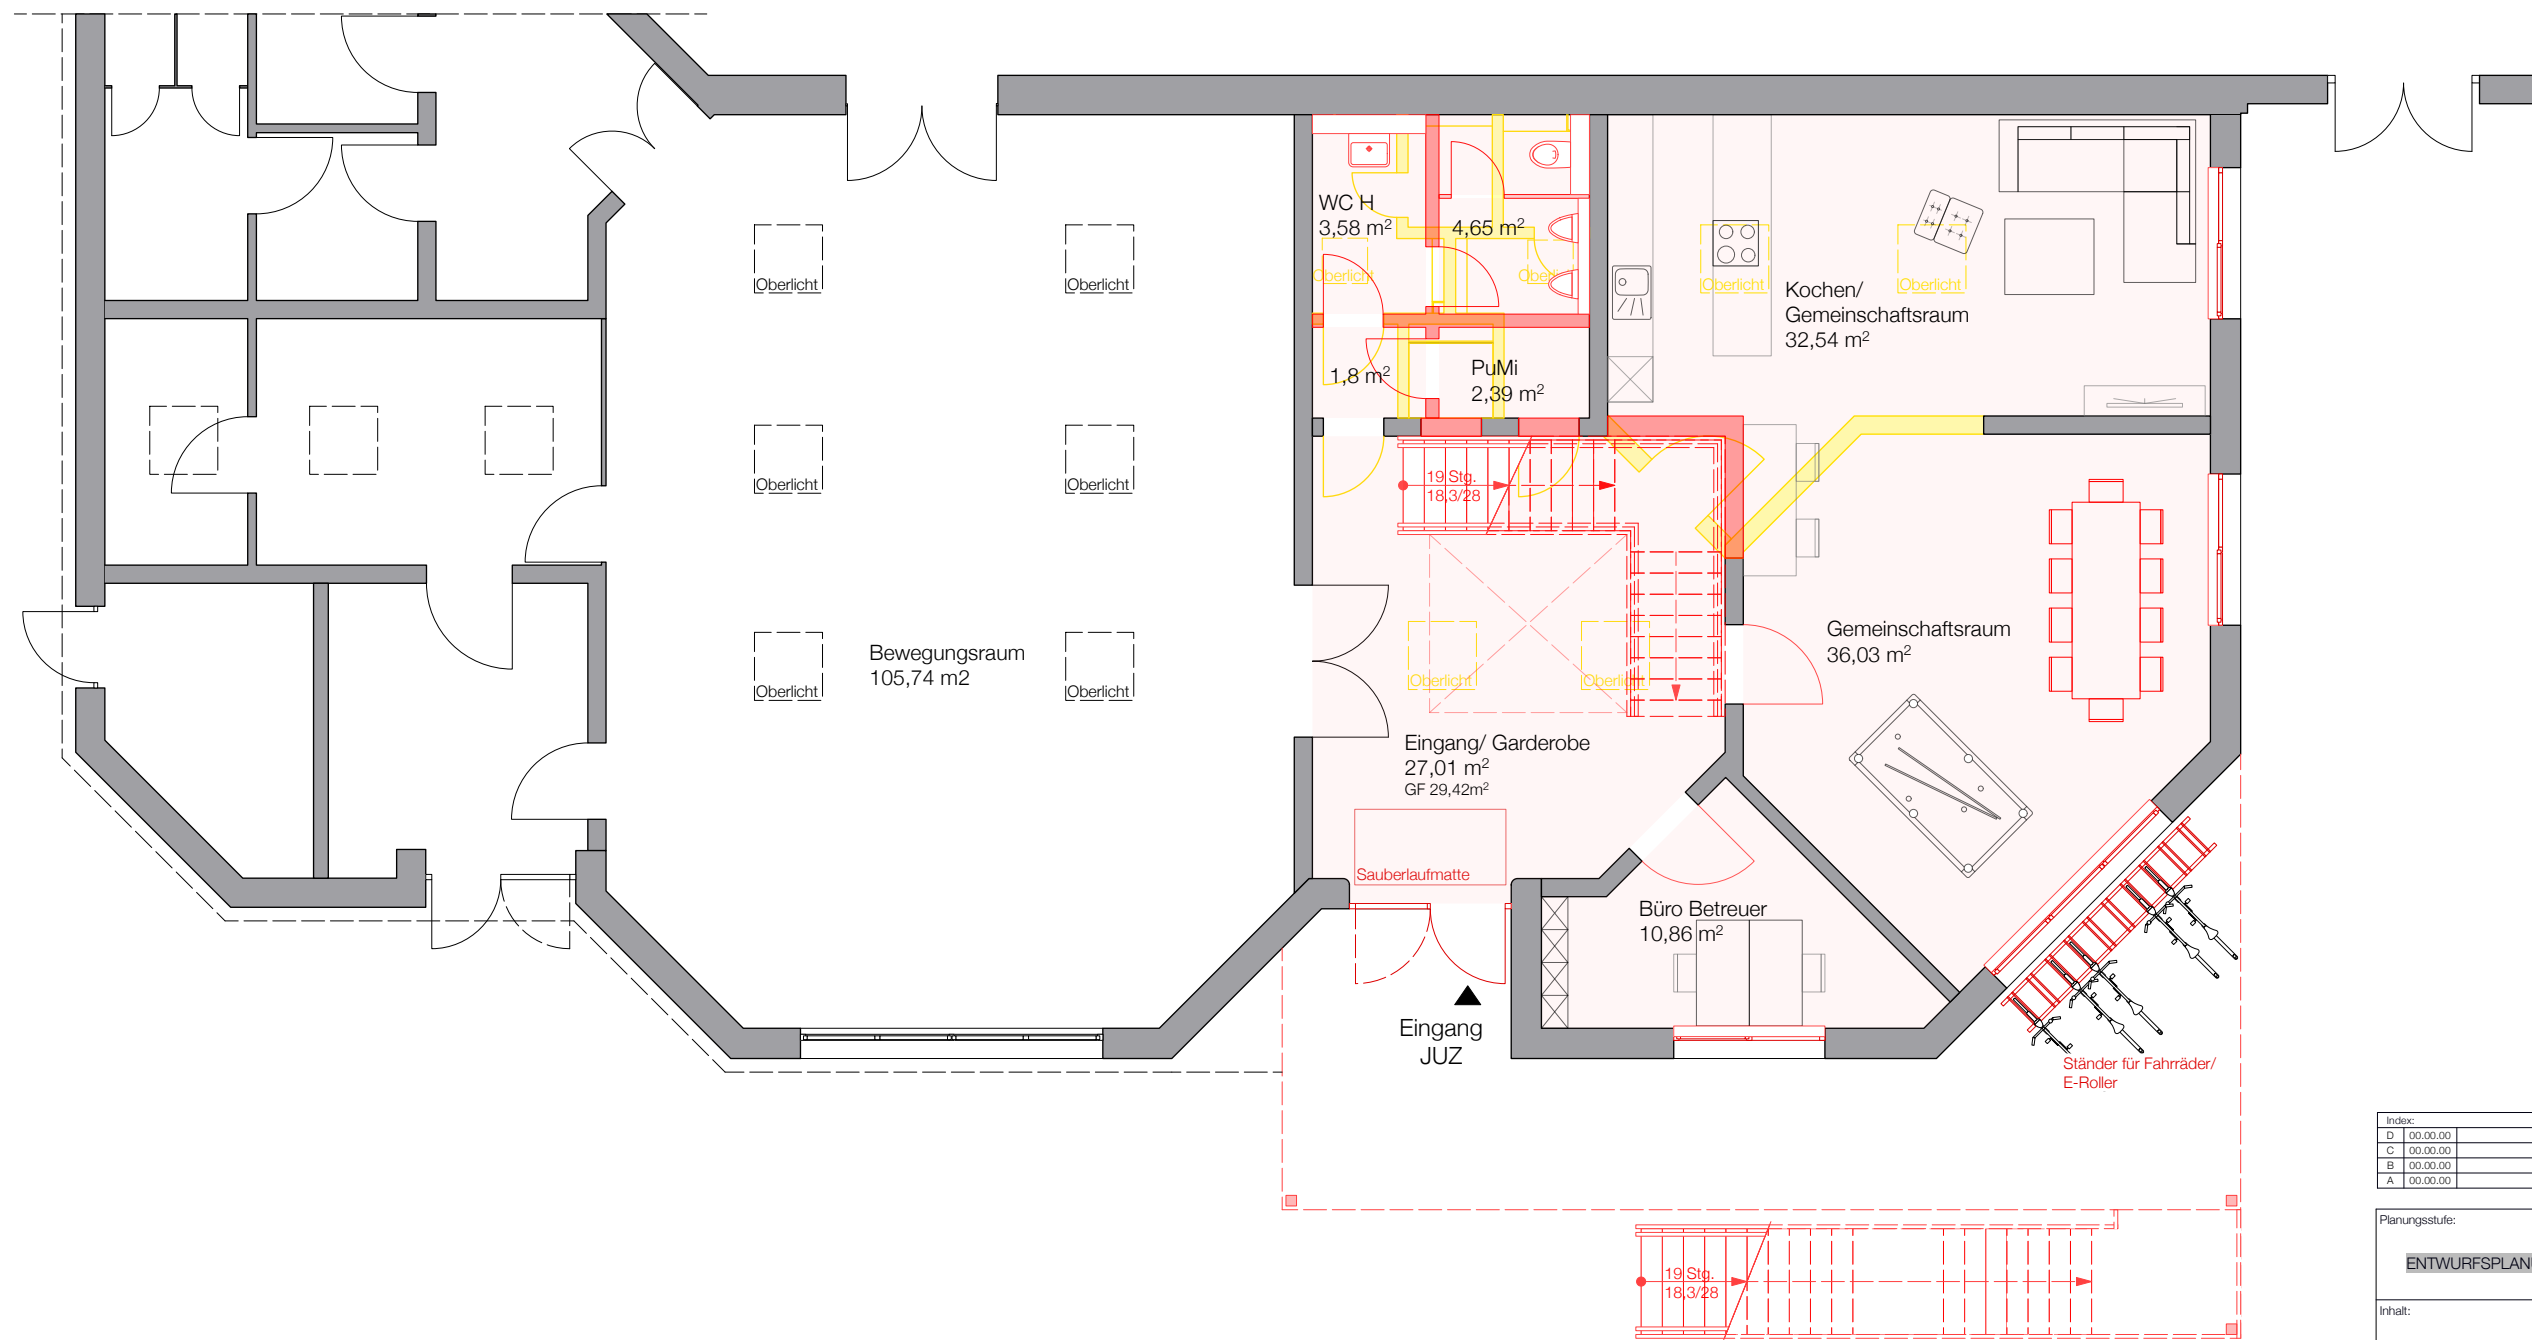 WC H
3,58 m²
4,65 m²
Oberlicht
Oberlicht
Oberlicht
Oberli
Oberlicht
Oberlicht
Kochen/
Gemeinschaftsraum
32,54 m²
1,8 m²
PuMi
2,39 m²
Oberlicht
Oberlicht
19 Stg.
18,3/28
Bewegungsraum
105,74 m2
Oberlicht
Oberlicht
Oberlicht
Oberlicht
Gemeinschaftsraum
36,03 m²
Eingang/ Garderobe
27,01 m²
GF 29,42m²
Sauberlaufmatte
Büro Betreuer
10,86 m²
Eingang
JUZ
Ständer für Fahrräder/
E-Roller
Index:
D 00.00.00
C 00.00.00
B 00.00.00
A 00.00.00
Planungsstufe:
ENTWURFSPLAN
19 Stg.
18,3/28
Inhalt: